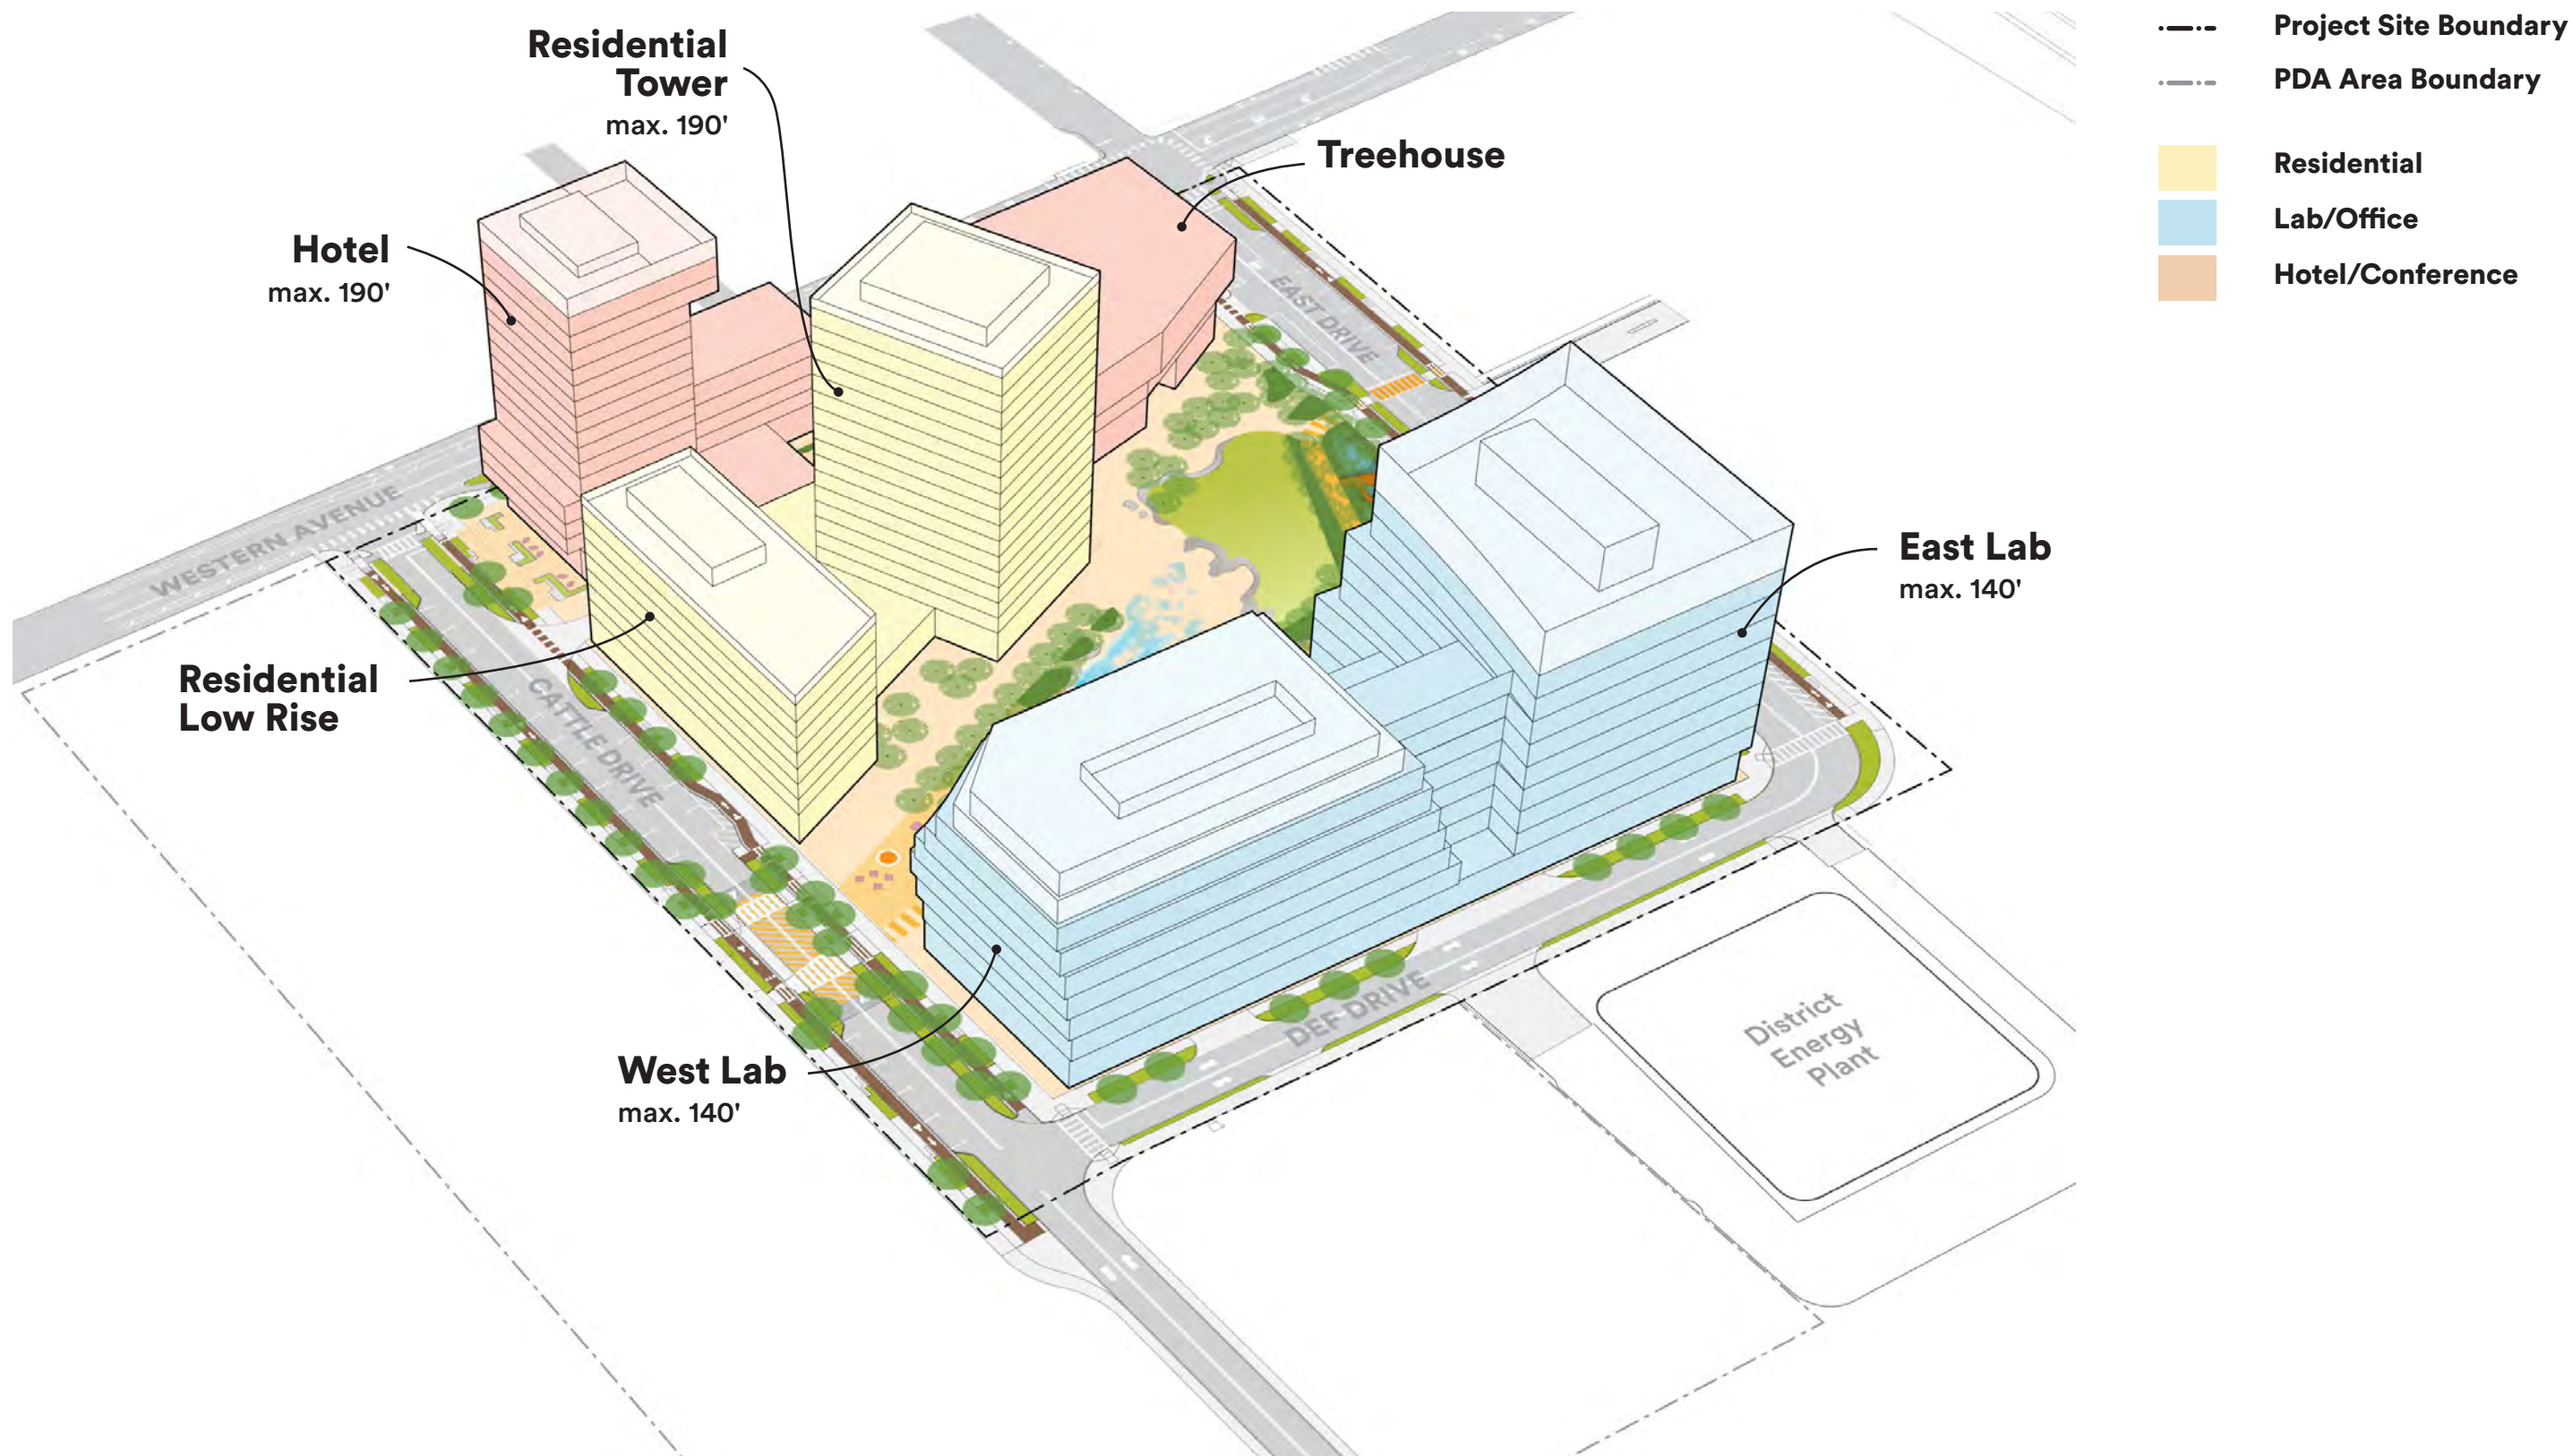 Residential
Tower
max. 190'
Treehouse
Hotel
max. 190'
EAST DRIVE
WESTERN AVENUE
East Lab
max. 140'
Residential
Low Rise
CATTLE DRIVE
West Lab
max. 140'
DEF DRIVE
District
Energy
Plant
Project Site Boundary
PDA Area Boundary
Residential
Lab/Office
Hotel/Conference